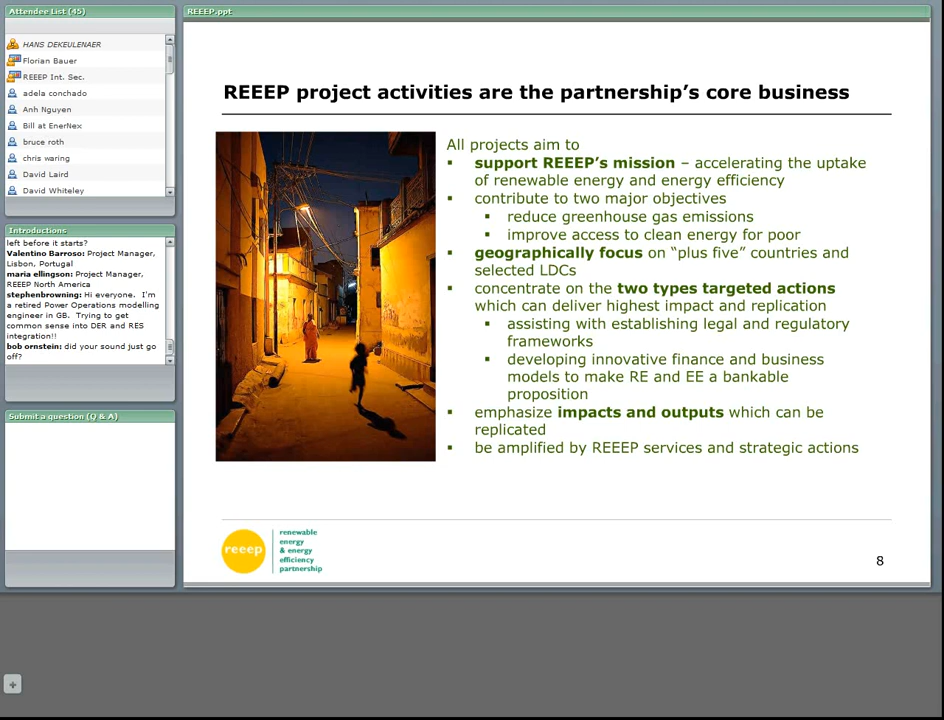 Attendee List (45)
HANS DEKEULENAER
Florian Bauer
REEEP Int. Sec.
adela conchado
Anh Nguyen
Bill at EnerNex
bruce roth
chris waring
David Laird
David Whiteley
Introductions
left before it starts?
Valentino Barroso: Project Manager,
Lisbon, Portugal
maria ellingson: Project Manager,
REEEP North America
stephenbrowning: Hi everyone. I'm
a retired Power Operations modelling
engineer in GB. Trying to get
common sense into DER and RES
integration!!
bob ornstein: did your sound just go
off?
Submit a question (Q & A)
REEEP.ppt
REEEP project activities are the partnership's core business
All projects aim to
▪ support REEEP's mission – accelerating the uptake
of renewable energy and energy efficiency
▪ contribute to two major objectives
▪ reduce greenhouse gas emissions
▪ improve access to clean energy for poor
▪ geographically focus on "plus five" countries and
selected LDCs
▪ concentrate on the two types targeted actions
which can deliver highest impact and replication
▪ assisting with establishing legal and regulatory
frameworks
▪ developing innovative finance and business
models to make RE and EE a bankable
proposition
▪ emphasize impacts and outputs which can be
replicated
▪ be amplified by REEEP services and strategic actions
reeep
renewable
energy
& energy
efficiency
partnership
8